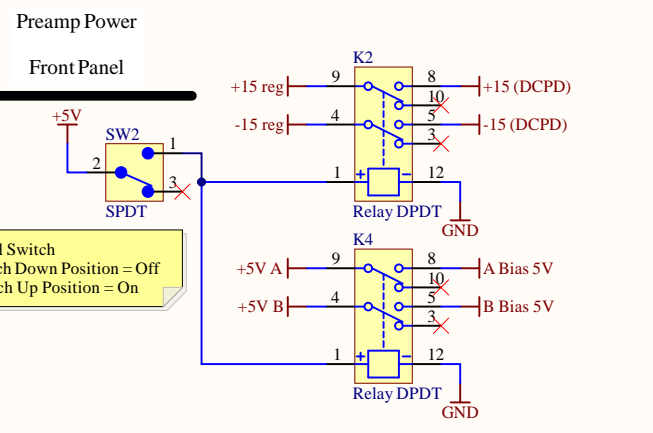 Preamp Power
Front Panel
+5V
SW2
1
2
3
SPDT
l Switch
ch Down Position = Off
ch Up Position = On
K2
+15 reg
9
8
+15 (DCPD)
10
-15 reg
4
5
-15 (DCPD)
3
1
+
-
12
Relay DPDT
GND
K4
+5V A
9
8
A Bias 5V
10
+5V B
4
5
B Bias 5V
3
1
+
-
12
Relay DPDT
GND